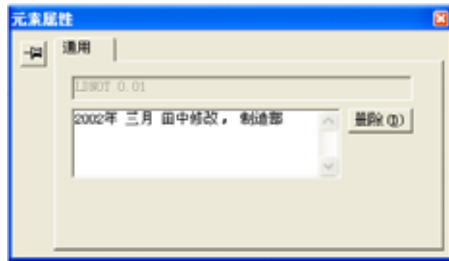 元素属性
通用
LDNOT 0.01
2002年 三月 田中修改， 制造部
删除(D)